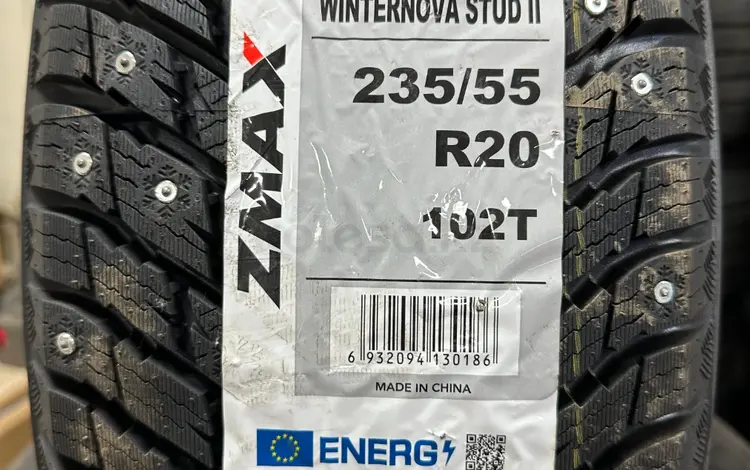 WINTERNOVA STUD II
ZMAX
235/55
R20
102T
6 932094 130186
MADE IN CHINA
ENERG